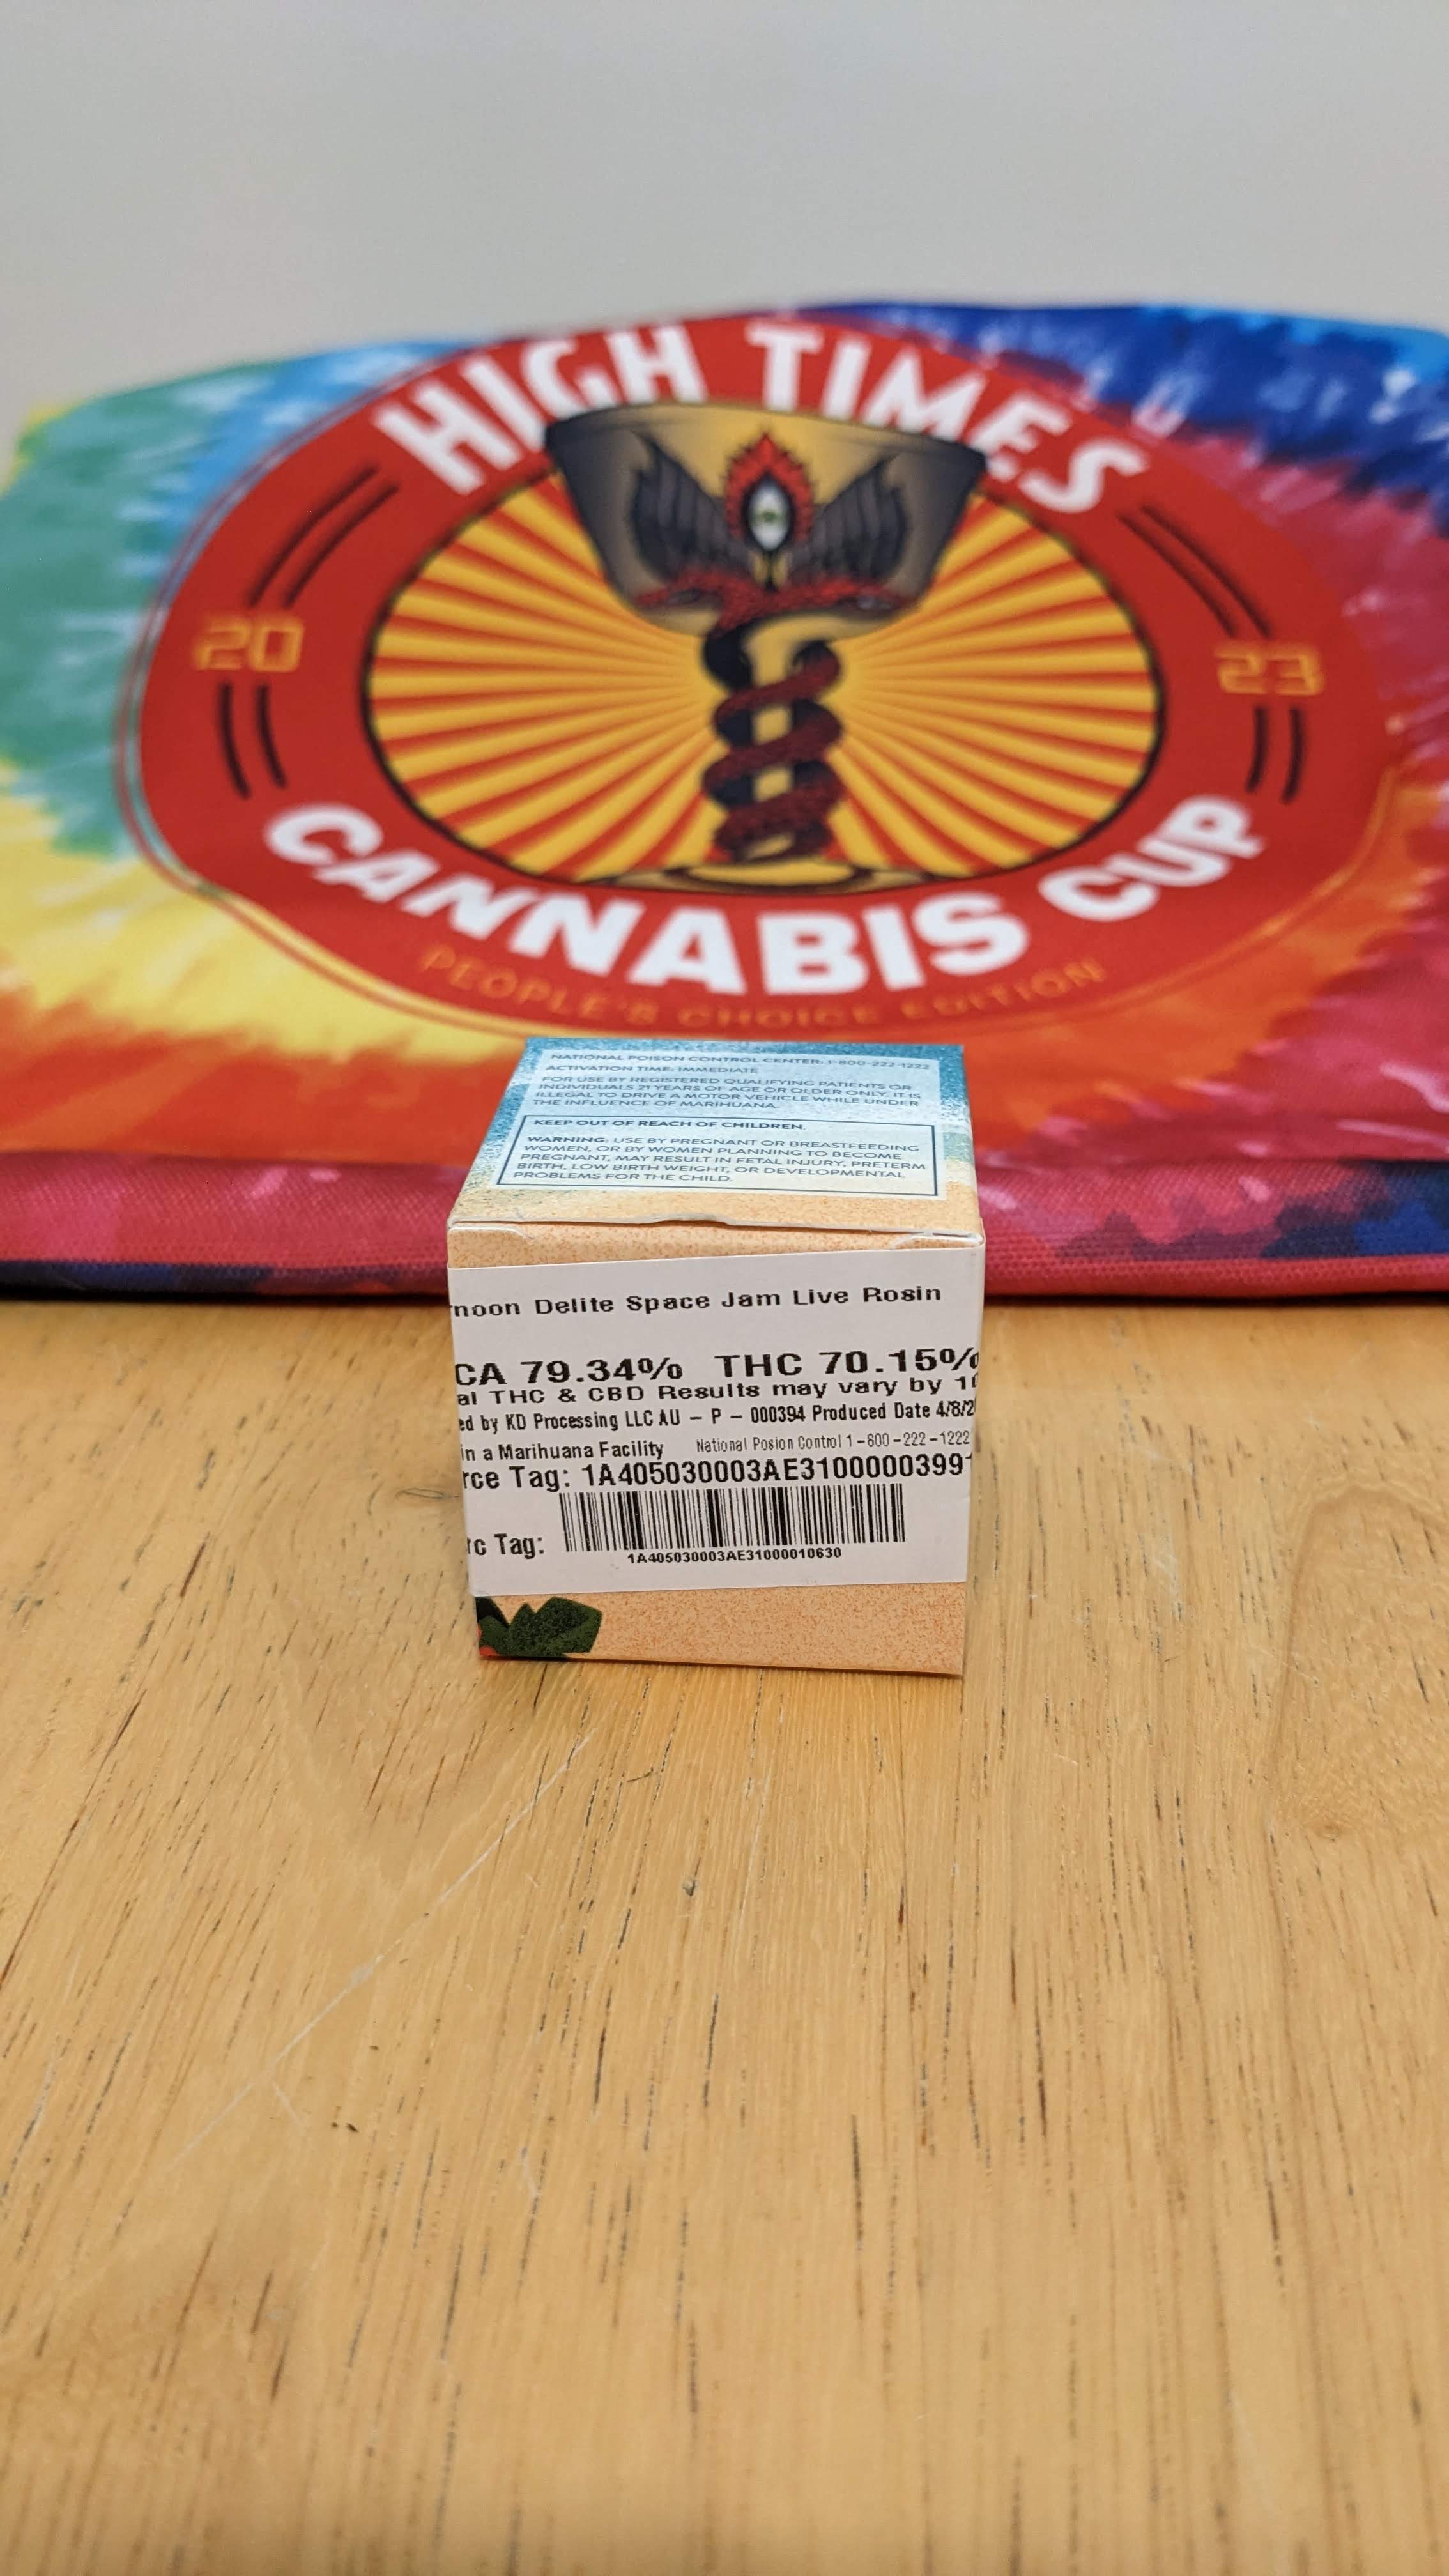 HIGH TIMES
20 23
CANNABIS CUP
PEOPLE'S CHOICE EDITION
NATIONAL POISON CONTROL CENTER: 1-800-222-1222
ACTIVATION TIME: IMMEDIATE
FOR USE BY REGISTERED QUALIFYING PATIENTS OR
INDIVIDUALS 21 YEARS OF AGE OR OLDER ONLY. IT IS
ILLEGAL TO DRIVE A MOTOR VEHICLE WHILE UNDER
THE INFLUENCE OF MARIHUANA.
KEEP OUT OF REACH OF CHILDREN.
WARNING: USE BY PREGNANT OR BREASTFEEDING
WOMEN, OR BY WOMEN PLANNING TO BECOME
PREGNANT, MAY RESULT IN FETAL INJURY, PRETERM
BIRTH, LOW BIRTH WEIGHT, OR DEVELOPMENTAL
PROBLEMS FOR THE CHILD.
noon Delite Space Jam Live Rosin
CA 79.34% THC 70.15%
al THC & CBD Results may vary by 10
ed by KD Processing LLC AU - P - 000394 Produced Date 4/8/2
in a Marihuana Facility National Posion Control 1-800-222-1222
rce Tag: 1A405030003AE3100000399
rc Tag:
1A405030003AE31000010630